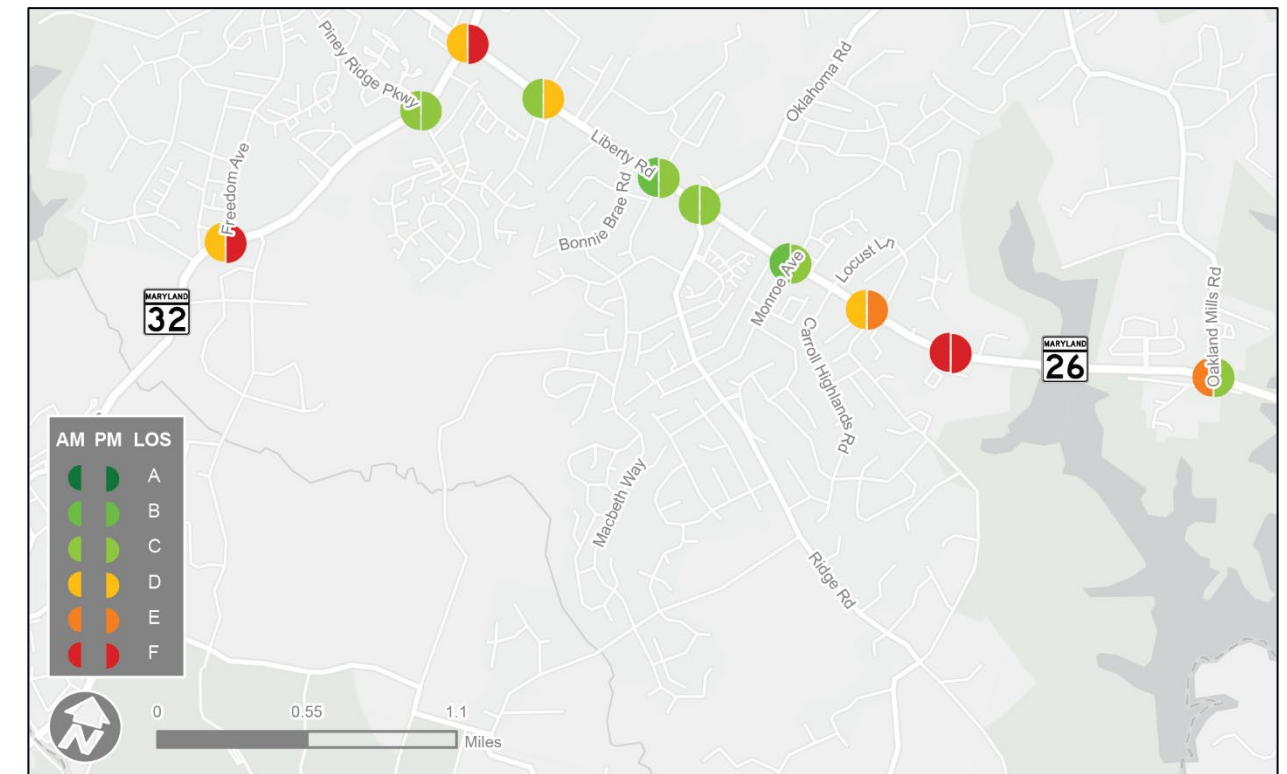 Piney Ridge Pkwy
Oklahoma Rd
Liberty Rd
Freedom Ave
Bonnie Brae Rd
Monroe Ave
Locust Ln
Oakland Mills Rd
MARYLAND
32
MARYLAND
26
Carroll Highlands Rd
Macbeth Way
Ridge Rd
AM PM LOS
A
B
C
D
E
F
N
0 0.55 1.1
Miles